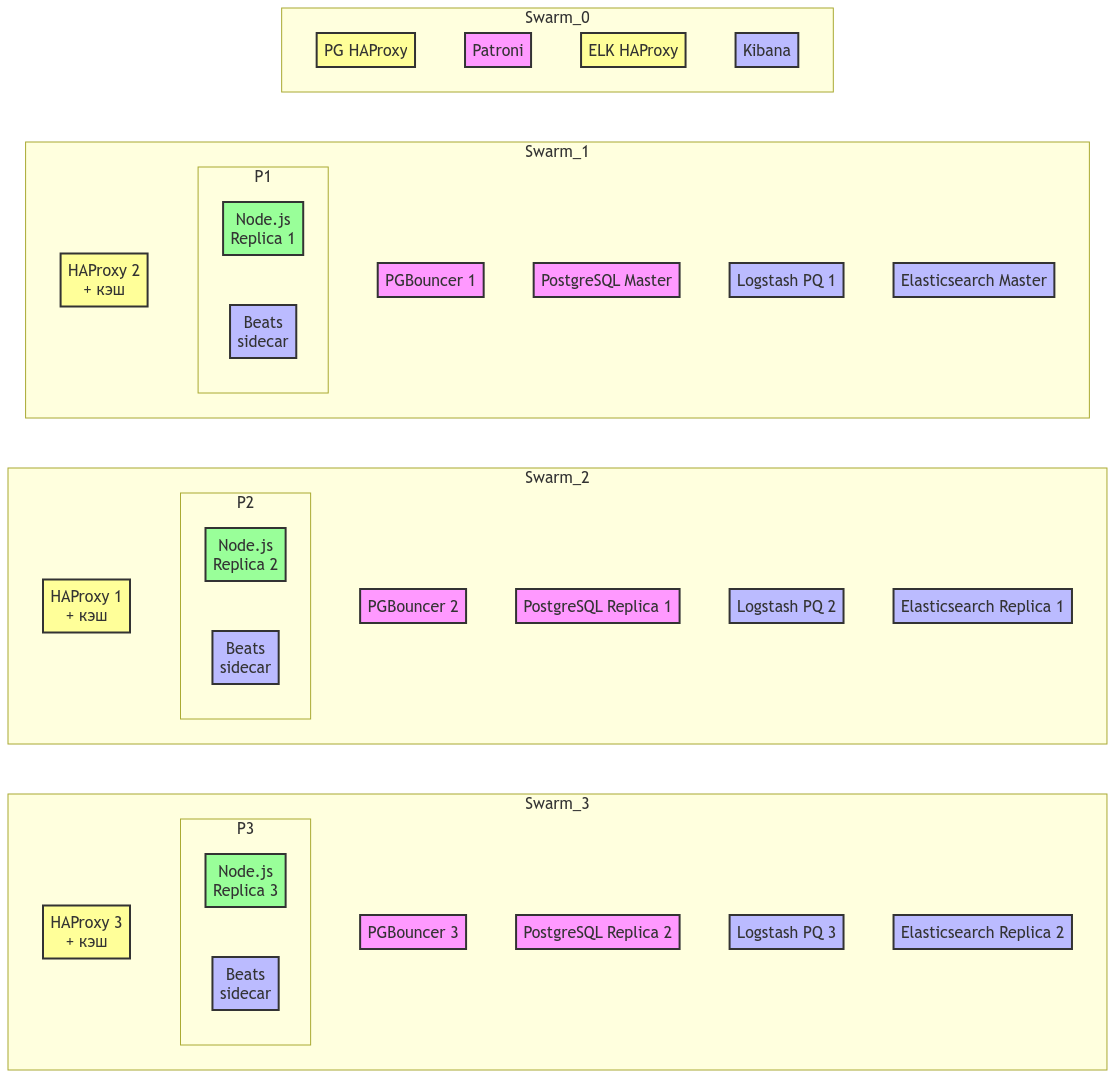 Swarm_0
PG HAProxy
Patroni
ELK HAProxy
Kibana
Swarm_1
HAProxy 2
+ кэш
P1
Node.js
Replica 1
Beats
sidecar
PGBouncer 1
PostgreSQL Master
Logstash PQ 1
Elasticsearch Master
Swarm_2
HAProxy 1
+ кэш
P2
Node.js
Replica 2
Beats
sidecar
PGBouncer 2
PostgreSQL Replica 1
Logstash PQ 2
Elasticsearch Replica 1
Swarm_3
HAProxy 3
+ кэш
P3
Node.js
Replica 3
Beats
sidecar
PGBouncer 3
PostgreSQL Replica 2
Logstash PQ 3
Elasticsearch Replica 2